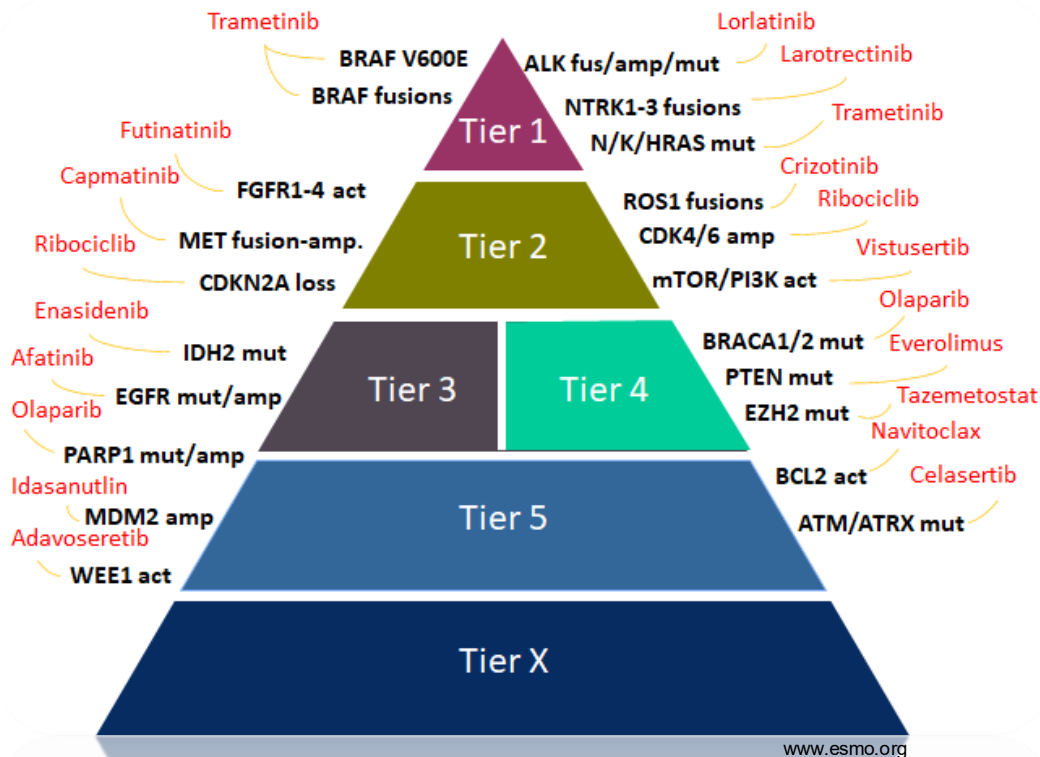 Trametinib
Lorlatinib
BRAF V600E
ALK fus/amp/mut
Larotrectinib
BRAF fusions
NTRK1-3 fusions
Trametinib
Tier 1
N/K/HRAS mut
Futinatinib
Crizotinib
Capmatinib
FGFR1-4 act
ROS1 fusions
Ribociclib
Ribociclib
MET fusion-amp.
Tier 2
CDK4/6 amp
Vistusertib
CDKN2A loss
mTOR/PI3K act
Enasidenib
Olaparib
IDH2 mut
BRACA1/2 mut
Everolimus
Afatinib
EGFR mut/amp
Tier 3
Tier 4
PTEN mut
Tazemetostat
Olaparib
EZH2 mut
Navitoclax
PARP1 mut/amp
BCL2 act
Celasertib
Idasanutlin
MDM2 amp
Tier 5
ATM/ATRX mut
Adavoseretib
WEE1 act
Tier X
www.esmo.org